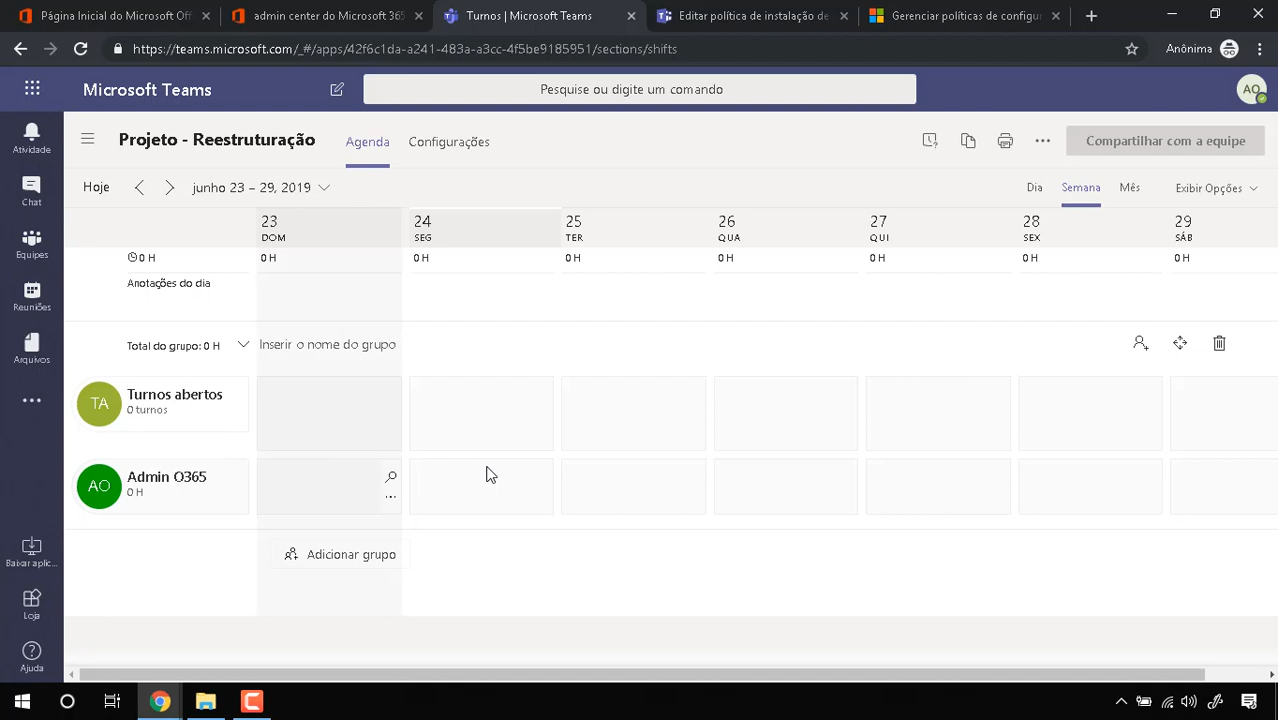 Página Inicial do Microsoft Off
admin center do Microsoft 365
Turnos | Microsoft Teams
Editar política de instalação de
Gerenciar políticas de configur
https://teams.microsoft.com/_#/apps/42f6c1da-a241-483a-a3cc-4f5be9185951/sections/shifts
Anônima
Microsoft Teams
Pesquise ou digite um comando
AO
Atividade
Chat
Equipes
Reuniões
Arquivos
Baixar aplic...
Loja
Ajuda
Projeto - Reestruturação
Agenda
Configurações
Compartilhar com a equipe
Hoje
junho 23 – 29, 2019
Dia
Semana
Mês
Exibir Opções
23 24 25 26 27 28 29
DOM SEG TER QUA QUI SEX SÁB
0 H 0 H 0 H 0 H 0 H 0 H 0 H 0 H
Anotações do dia
Total do grupo: 0 H
Inserir o nome do grupo
TA
Turnos abertos
0 turnos
AO
Admin O365
0 H
Adicionar grupo